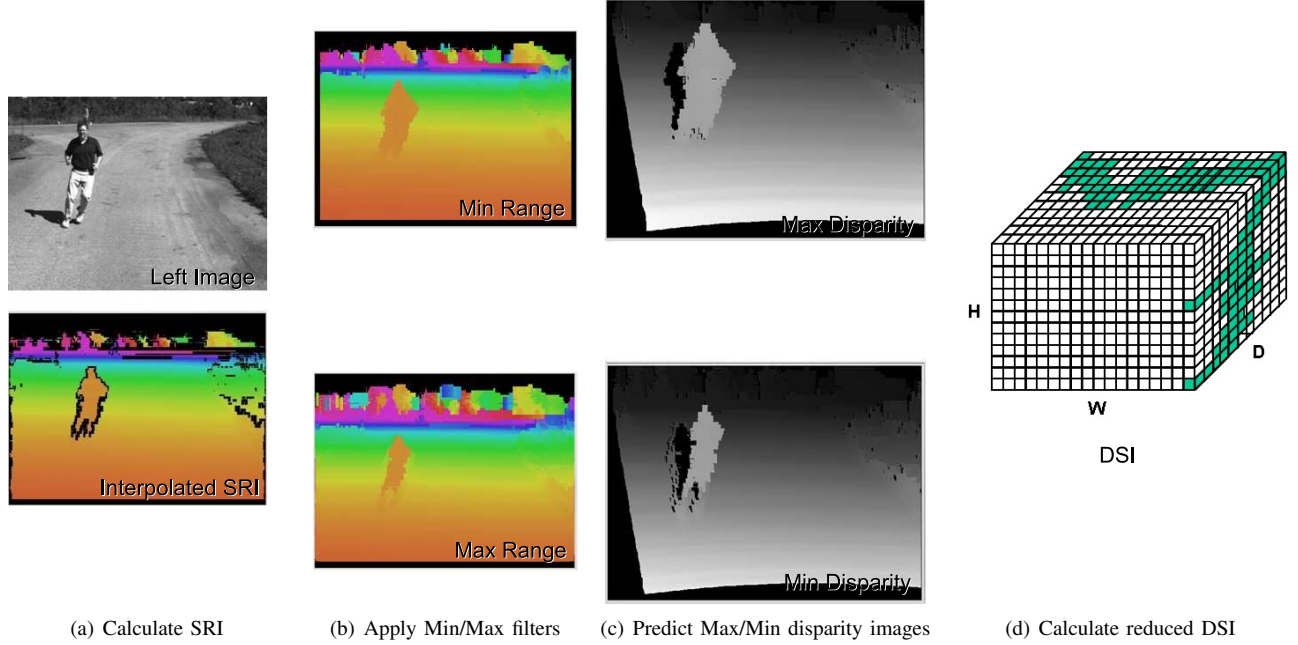 Left Image
Interpolated SRI
Min Range
Max Range
Max Disparity
Min Disparity
H
W
D
DSI
(a) Calculate SRI
(b) Apply Min/Max filters
(c) Predict Max/Min disparity images
(d) Calculate reduced DSI